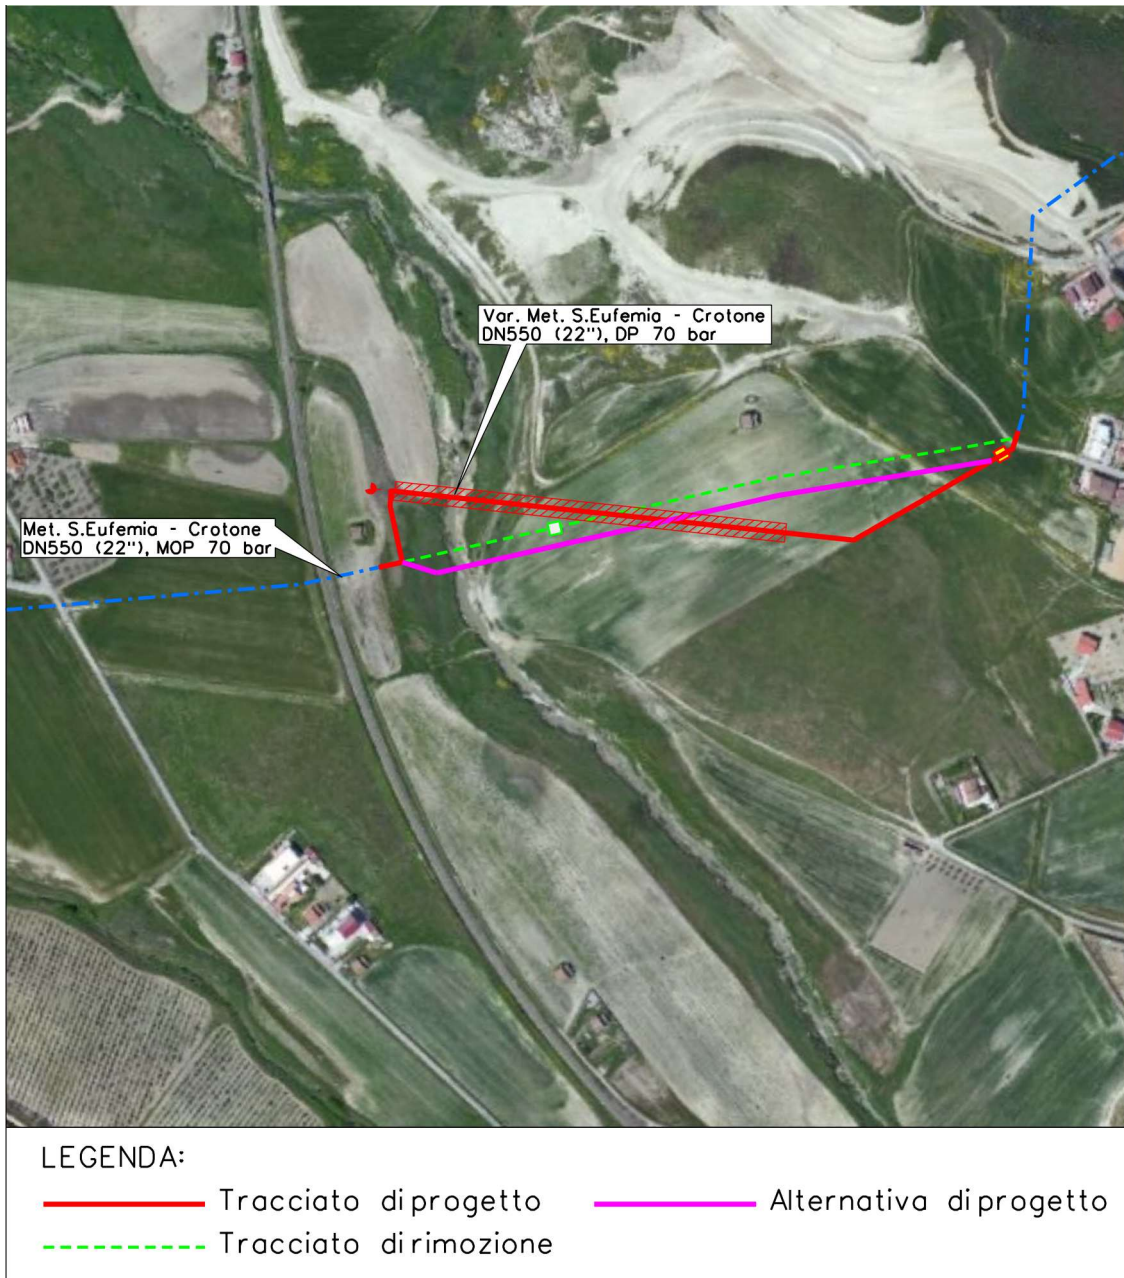 Var. Met. S.Eufemia - Crotone
DN550 (22"), DP 70 bar
Met. S.Eufemia - Crotone
DN550 (22"), MOP 70 bar
LEGENDA:
Tracciato di progetto
Alternativa di progetto
Tracciato di rimozione